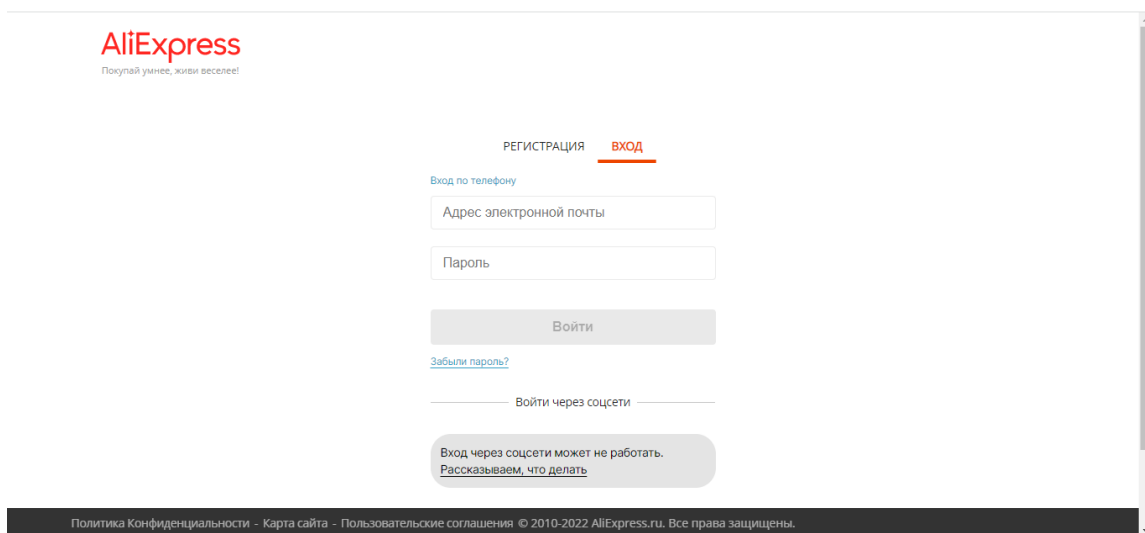 AliExpress
Покупай умнее, живи веселее!
РЕГИСТРАЦИЯ ВХОД
Вход по телефону
Адрес электронной почты
Пароль
Войти
Забыли пароль?
Войти через соцсети
Вход через соцсети может не работать.
Рассказываем, что делать
Политика Конфиденциальности - Карта сайта - Пользовательские соглашения © 2010-2022 AliExpress.ru. Все права защищены.